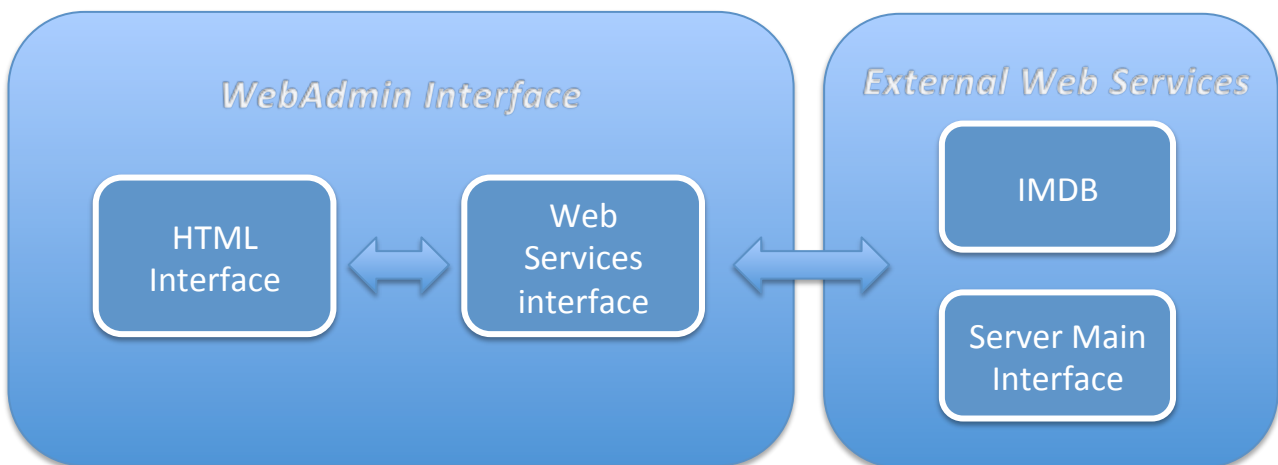 WebAdmin Interface
HTML
Interface
Web
Services
interface
External Web Services
IMDB
Server Main
Interface